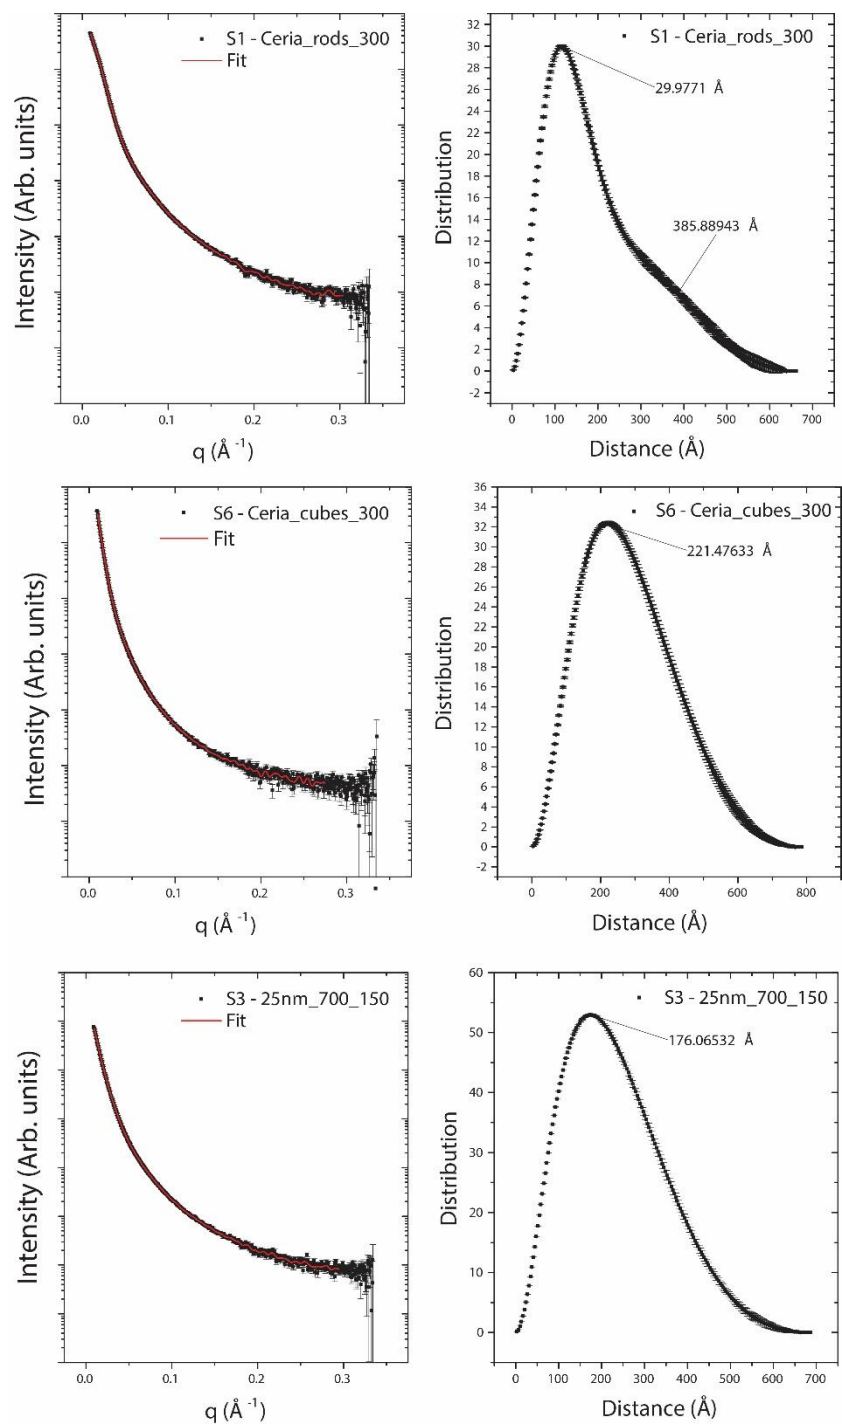 S1 - Ceria_rods_300
Fit
Intensity (Arb. units)
0.0 0.1 0.2 0.3
q (Å⁻¹)
S1 - Ceria_rods_300
29.9771 Å
385.88943 Å
Distribution
32
30
28
26
24
22
20
18
16
14
12
10
8
6
4
2
0
-2
0 100 200 300 400 500 600 700
Distance (Å)
S6 - Ceria_cubes_300
Fit
Intensity (Arb. units)
0.0 0.1 0.2 0.3
q (Å⁻¹)
S6 - Ceria_cubes_300
221.47633 Å
Distribution
36
34
32
30
28
26
24
22
20
18
16
14
12
10
8
6
4
2
0
-2
0 200 400 600 800
Distance (Å)
S3 - 25nm_700_150
Fit
Intensity (Arb. units)
0.0 0.1 0.2 0.3
q (Å⁻¹)
S3 - 25nm_700_150
176.06532 Å
Distribution
60
50
40
30
20
10
0
0 100 200 300 400 500 600 700
Distance (Å)